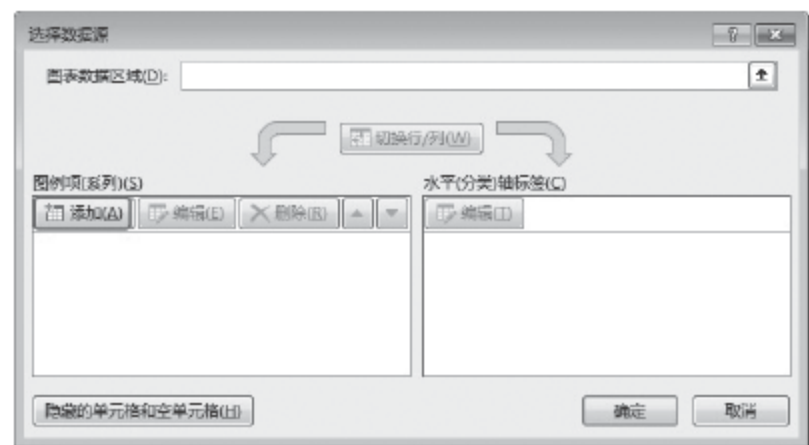 选择数据源
图表数据区域(D):
切换行/列(W)
图例项(系列)(S)
水平(分类)轴标签(C)
添加(A) 编辑(E) 删除(R)
编辑(T)
隐藏的单元格和空单元格(H)
确定 取消